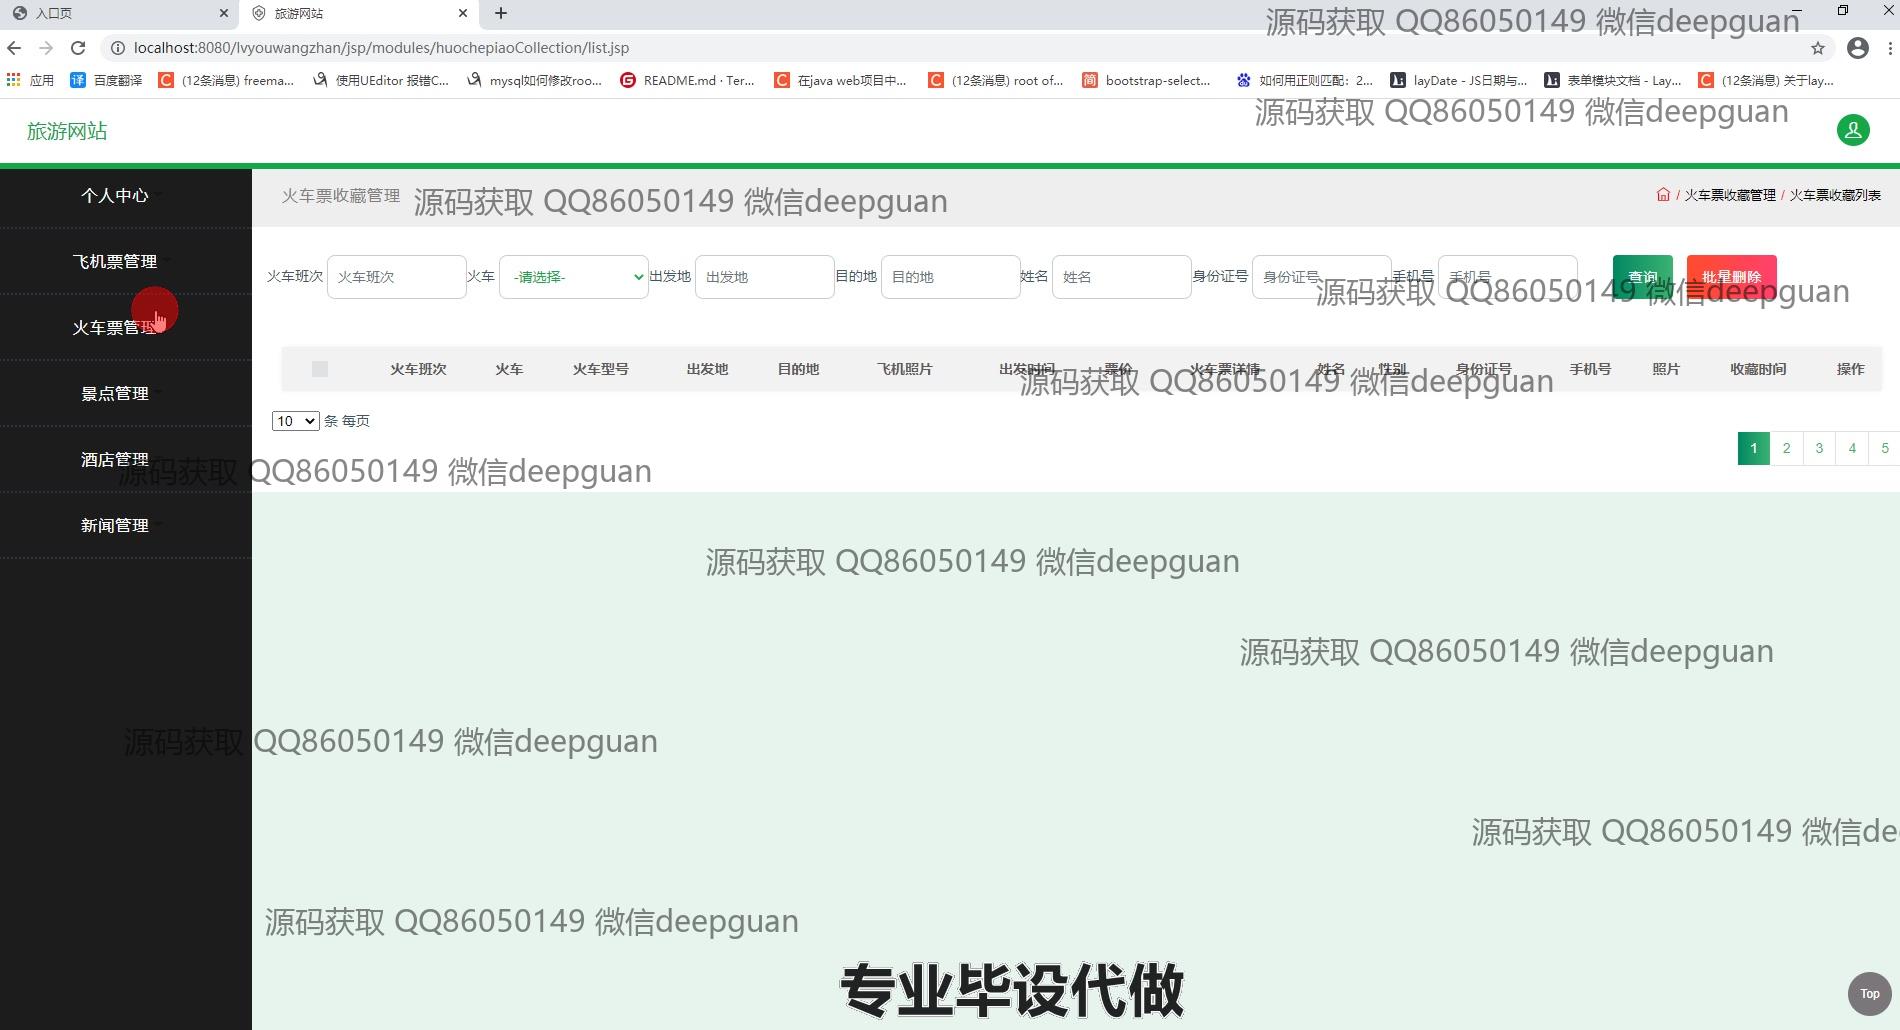 入口页
旅游网站
localhost:8080/lvyouwangzhan/jsp/modules/huochepiaoCollection/list.jsp
应用
百度翻译
(12条消息) freema...
使用UEditor 报错C...
mysql如何修改roo...
README.md · Ter...
在java web项目中...
(12条消息) root of...
bootstrap-select...
如何用正则匹配：2...
layDate - JS日期与...
表单模块文档 - Lay...
(12条消息) 关于lay...
源码获取 QQ86050149 微信deepguan
源码获取 QQ86050149 微信deepguan
旅游网站
个人中心
飞机票管理
火车票管理
景点管理
酒店管理
新闻管理
火车票收藏管理
源码获取 QQ86050149 微信deepguan
/ 火车票收藏管理 / 火车票收藏列表
火车班次 火车班次 火车 -请选择- 出发地 出发地 目的地 目的地 姓名 姓名 身份证号 身份证号 手机号 手机号 查询 批量删除
源码获取 QQ86050149 微信deepguan
火车班次 火车 火车型号 出发地 目的地 飞机照片 出发时间 票价 火车票详情 姓名 性别 身份证号 手机号 照片 收藏时间 操作
源码获取 QQ86050149 微信deepguan
10 条 每页
1 2 3 4 5
源码获取 QQ86050149 微信deepguan
源码获取 QQ86050149 微信deepguan
源码获取 QQ86050149 微信deepguan
源码获取 QQ86050149 微信deepguan
源码获取 QQ86050149 微信de
源码获取 QQ86050149 微信deepguan
专业毕设代做
Top